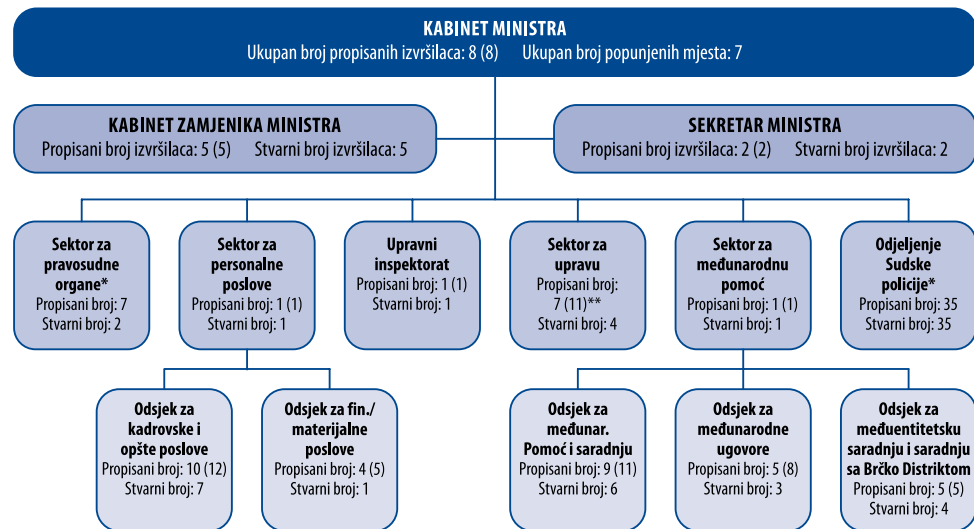 KABINET MINISTRA
Ukupan broj propisanih izvršilaca: 8 (8) Ukupan broj popunjenih mjesta: 7
KABINET ZAMJENIKA MINISTRA
Propisani broj izvršilaca: 5 (5) Stvarni broj izvršilaca: 5
SEKRETAR MINISTRA
Propisani broj izvršilaca: 2 (2) Stvarni broj izvršilaca: 2
Sektor za
pravosudne
organe*
Propisani broj: 7
Stvarni broj: 2
Sektor za
personalne
poslove
Propisani broj: 1 (1)
Stvarni broj: 1
Upravni
inspektorat
Propisani broj: 1 (1)
Stvarni broj: 1
Sektor za
upravu
Propisani broj:
7 (11)**
Stvarni broj: 4
Sektor za
međunarodnu
pomoć
Propisani broj: 1 (1)
Stvarni broj: 1
Odjeljenje
Sudske
policije*
Propisani broj: 35
Stvarni broj: 35
Odsjek za
kadrovske i
opšte poslove
Propisani broj: 10 (12)
Stvarni broj: 7
Odsjek za fin./
materijalne
poslove
Propisani broj: 4 (5)
Stvarni broj: 1
Odsjek za
međunar.
Pomoć i saradnju
Propisani broj: 9 (11)
Stvarni broj: 6
Odsjek za
međunarodne
ugovore
Propisani broj: 5 (8)
Stvarni broj: 3
Odsjek za
međuentitetsku
saradnju i saradnju
sa Brčko Distriktom
Propisani broj: 5 (5)
Stvarni broj: 4